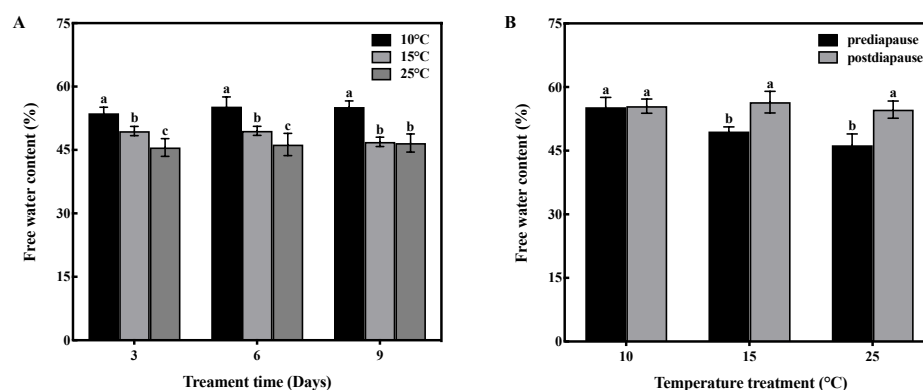 A
Free water content (%)
75
60
45
30
15
0
10°C
15°C
25°C
a
b
c
a
b
c
a
b
b
3
6
9
Treament time (Days)
B
Free water content (%)
75
60
45
30
15
0
prediapause
postdiapause
a
a
b
a
b
a
10
15
25
Temperature treatment (°C)